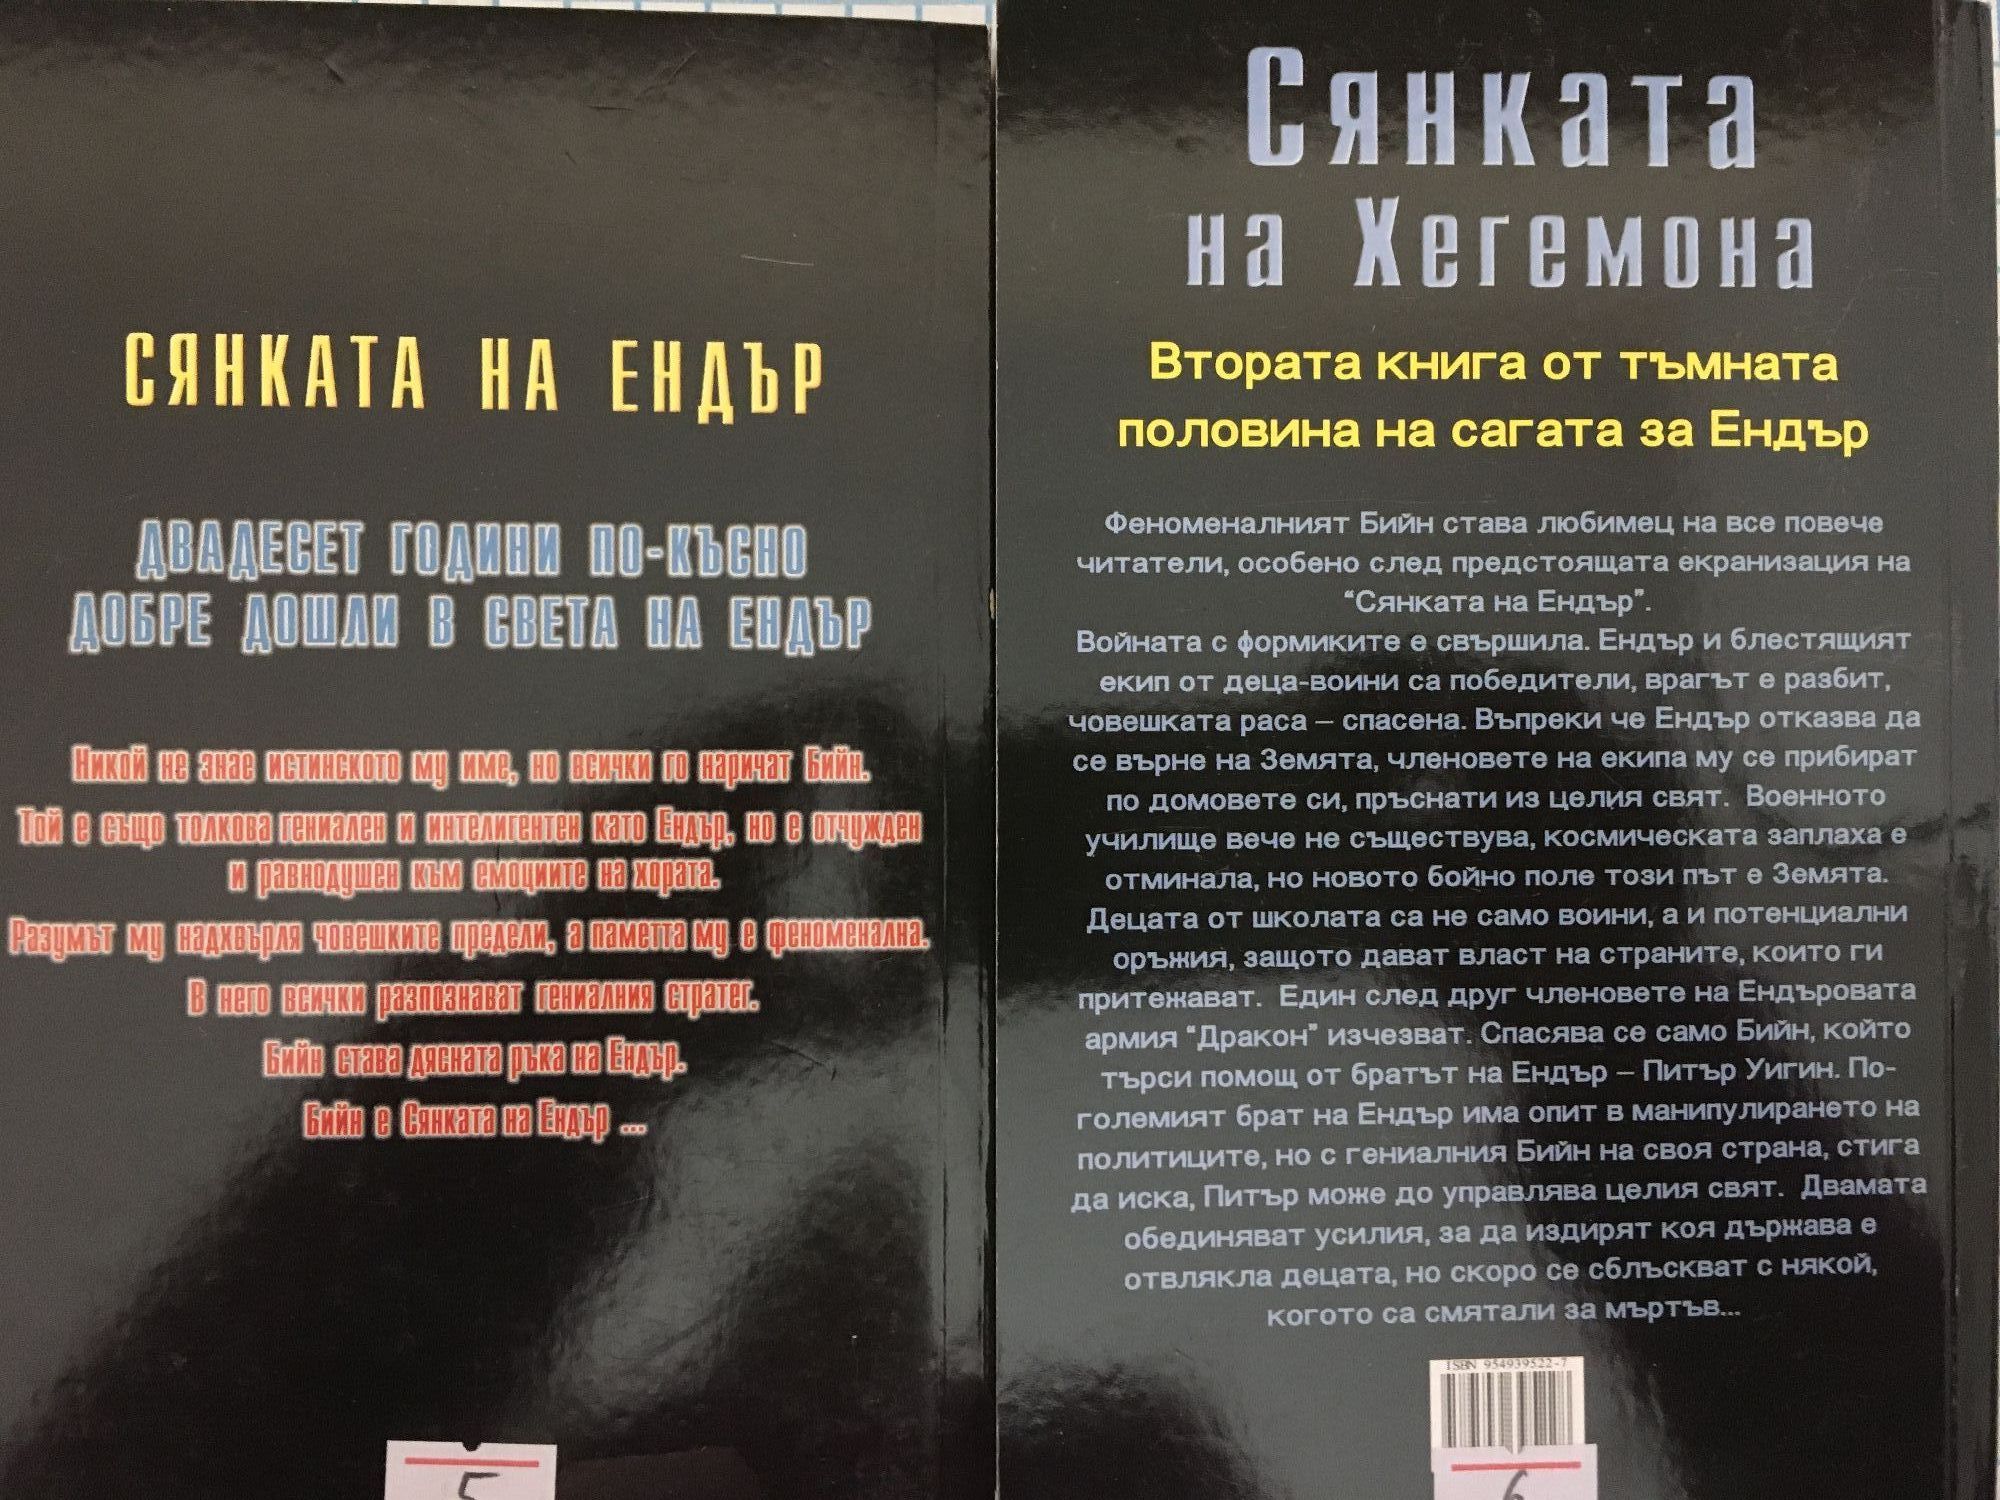 СЯНКАТА НА ЕНДЪР
ДВАДЕСЕТ ГОДИНИ ПО-КЪСНО
ДОБРЕ ДОШЛИ В СВЕТА НА ЕНДЪР
Никой не знае истинското му име, но всички го наричат Бийн.
Той е също толкова гениален и интелигентен като Ендър, но е отчужден
и равнодушен към емоциите на хората.
Разумът му надхвърля човешките предели, а паметта му е феноменална.
В него всички разпознават гениалния стратег.
Бийн става дясната ръка на Ендър.
Бийн е Сянката на Ендър ...
5
Сянката
на Хегемона
Втората книга от тъмната
половина на сагата за Ендър
Феноменалният Бийн става любимец на все повече
читатели, особено след предстоящата екранизация на
“Сянката на Ендър”.
Войната с формиките е свършила. Ендър и блестящият
екип от деца-воини са победители, врагът е разбит,
човешката раса – спасена. Въпреки че Ендър отказва да
се върне на Земята, членовете на екипа му се прибират
по домовете си, пръснати из целия свят. Военното
училище вече не съществува, космическата заплаха е
отминала, но новото бойно поле този път е Земята.
Децата от школата са не само воини, а и потенциални
оръжия, защото дават власт на страните, които ги
притежават. Един след друг членовете на Ендъровата
армия “Дракон” изчезват. Спасява се само Бийн, който
търси помощ от братът на Ендър – Питър Уигин. По-
големият брат на Ендър има опит в манипулирането на
политиците, но с гениалния Бийн на своя страна, стига
да иска, Питър може до управлява целия свят. Двамата
обединяват усилия, за да издирят коя държава е
отвлякла децата, но скоро се сблъскват с някой,
когото са смятали за мъртъв...
ISBN 954939522-7
6